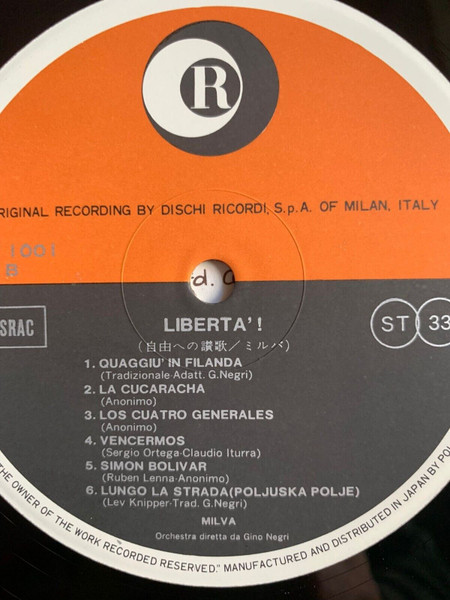 R
ORIGINAL RECORDING BY DISCHI RICORDI, S.p.A. OF MILAN, ITALY
1001
B
d. C
SRAC
LIBERTA'!
ST 33
(自由への讃歌/ミルバ)
1. QUAGGIU' IN FILANDA
(Tradizionale-Adatt. G.Negri)
2. LA CUCARACHA
(Anonimo)
3. LOS CUATRO GENERALES
(Anonimo)
4. VENCERMOS
(Sergio Ortega-Claudio Iturra)
5. SIMON BOLIVAR
(Ruben Lenna-Anonimo)
6. LUNGO LA STRADA(POLJUSKA POLJE)
(Lev Knipper-Trad. G.Negri)
MILVA
Orchestra diretta da Gino Negri
THE OWNER OF THE WORK RECORDED RESERVED." MANUFACTURED AND DISTRIBUTED IN JAPAN BY POL